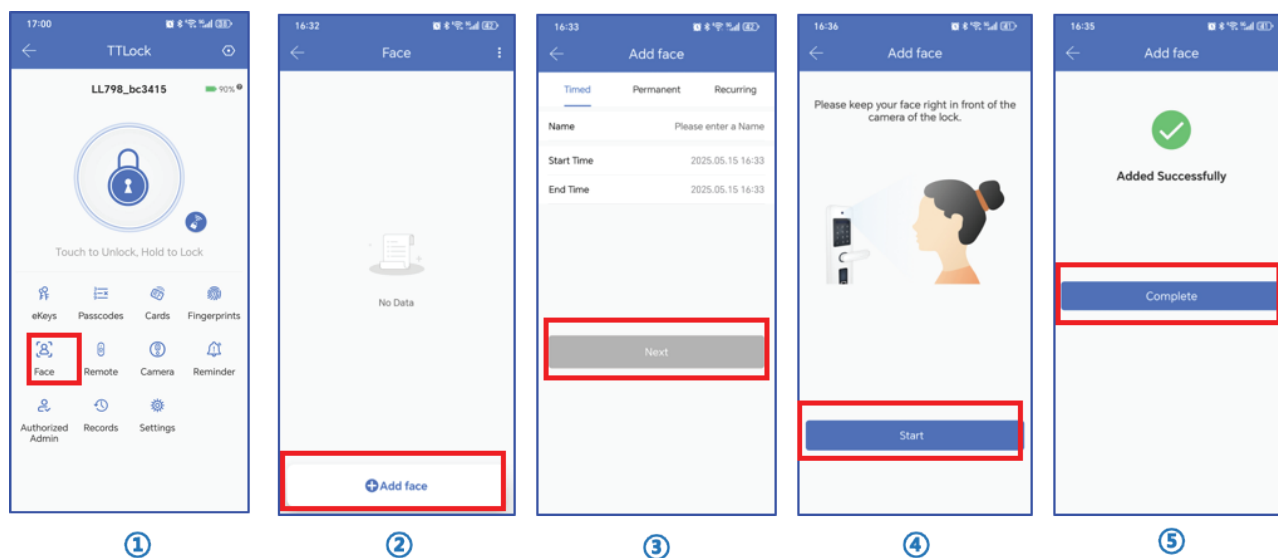 17:00
TTLock
LL798_bc3415
90%
Touch to Unlock, Hold to Lock
eKeys Passcodes Cards Fingerprints
Face Remote Camera Reminder
Authorized Admin Records Settings
①
16:32
Face
No Data
Add face
②
16:33
Add face
Timed Permanent Recurring
Name Please enter a Name
Start Time 2025.05.15 16:33
End Time 2025.05.15 16:33
Next
③
16:36
Add face
Please keep your face right in front of the
camera of the lock.
Start
④
16:35
Add face
Added Successfully
Complete
⑤